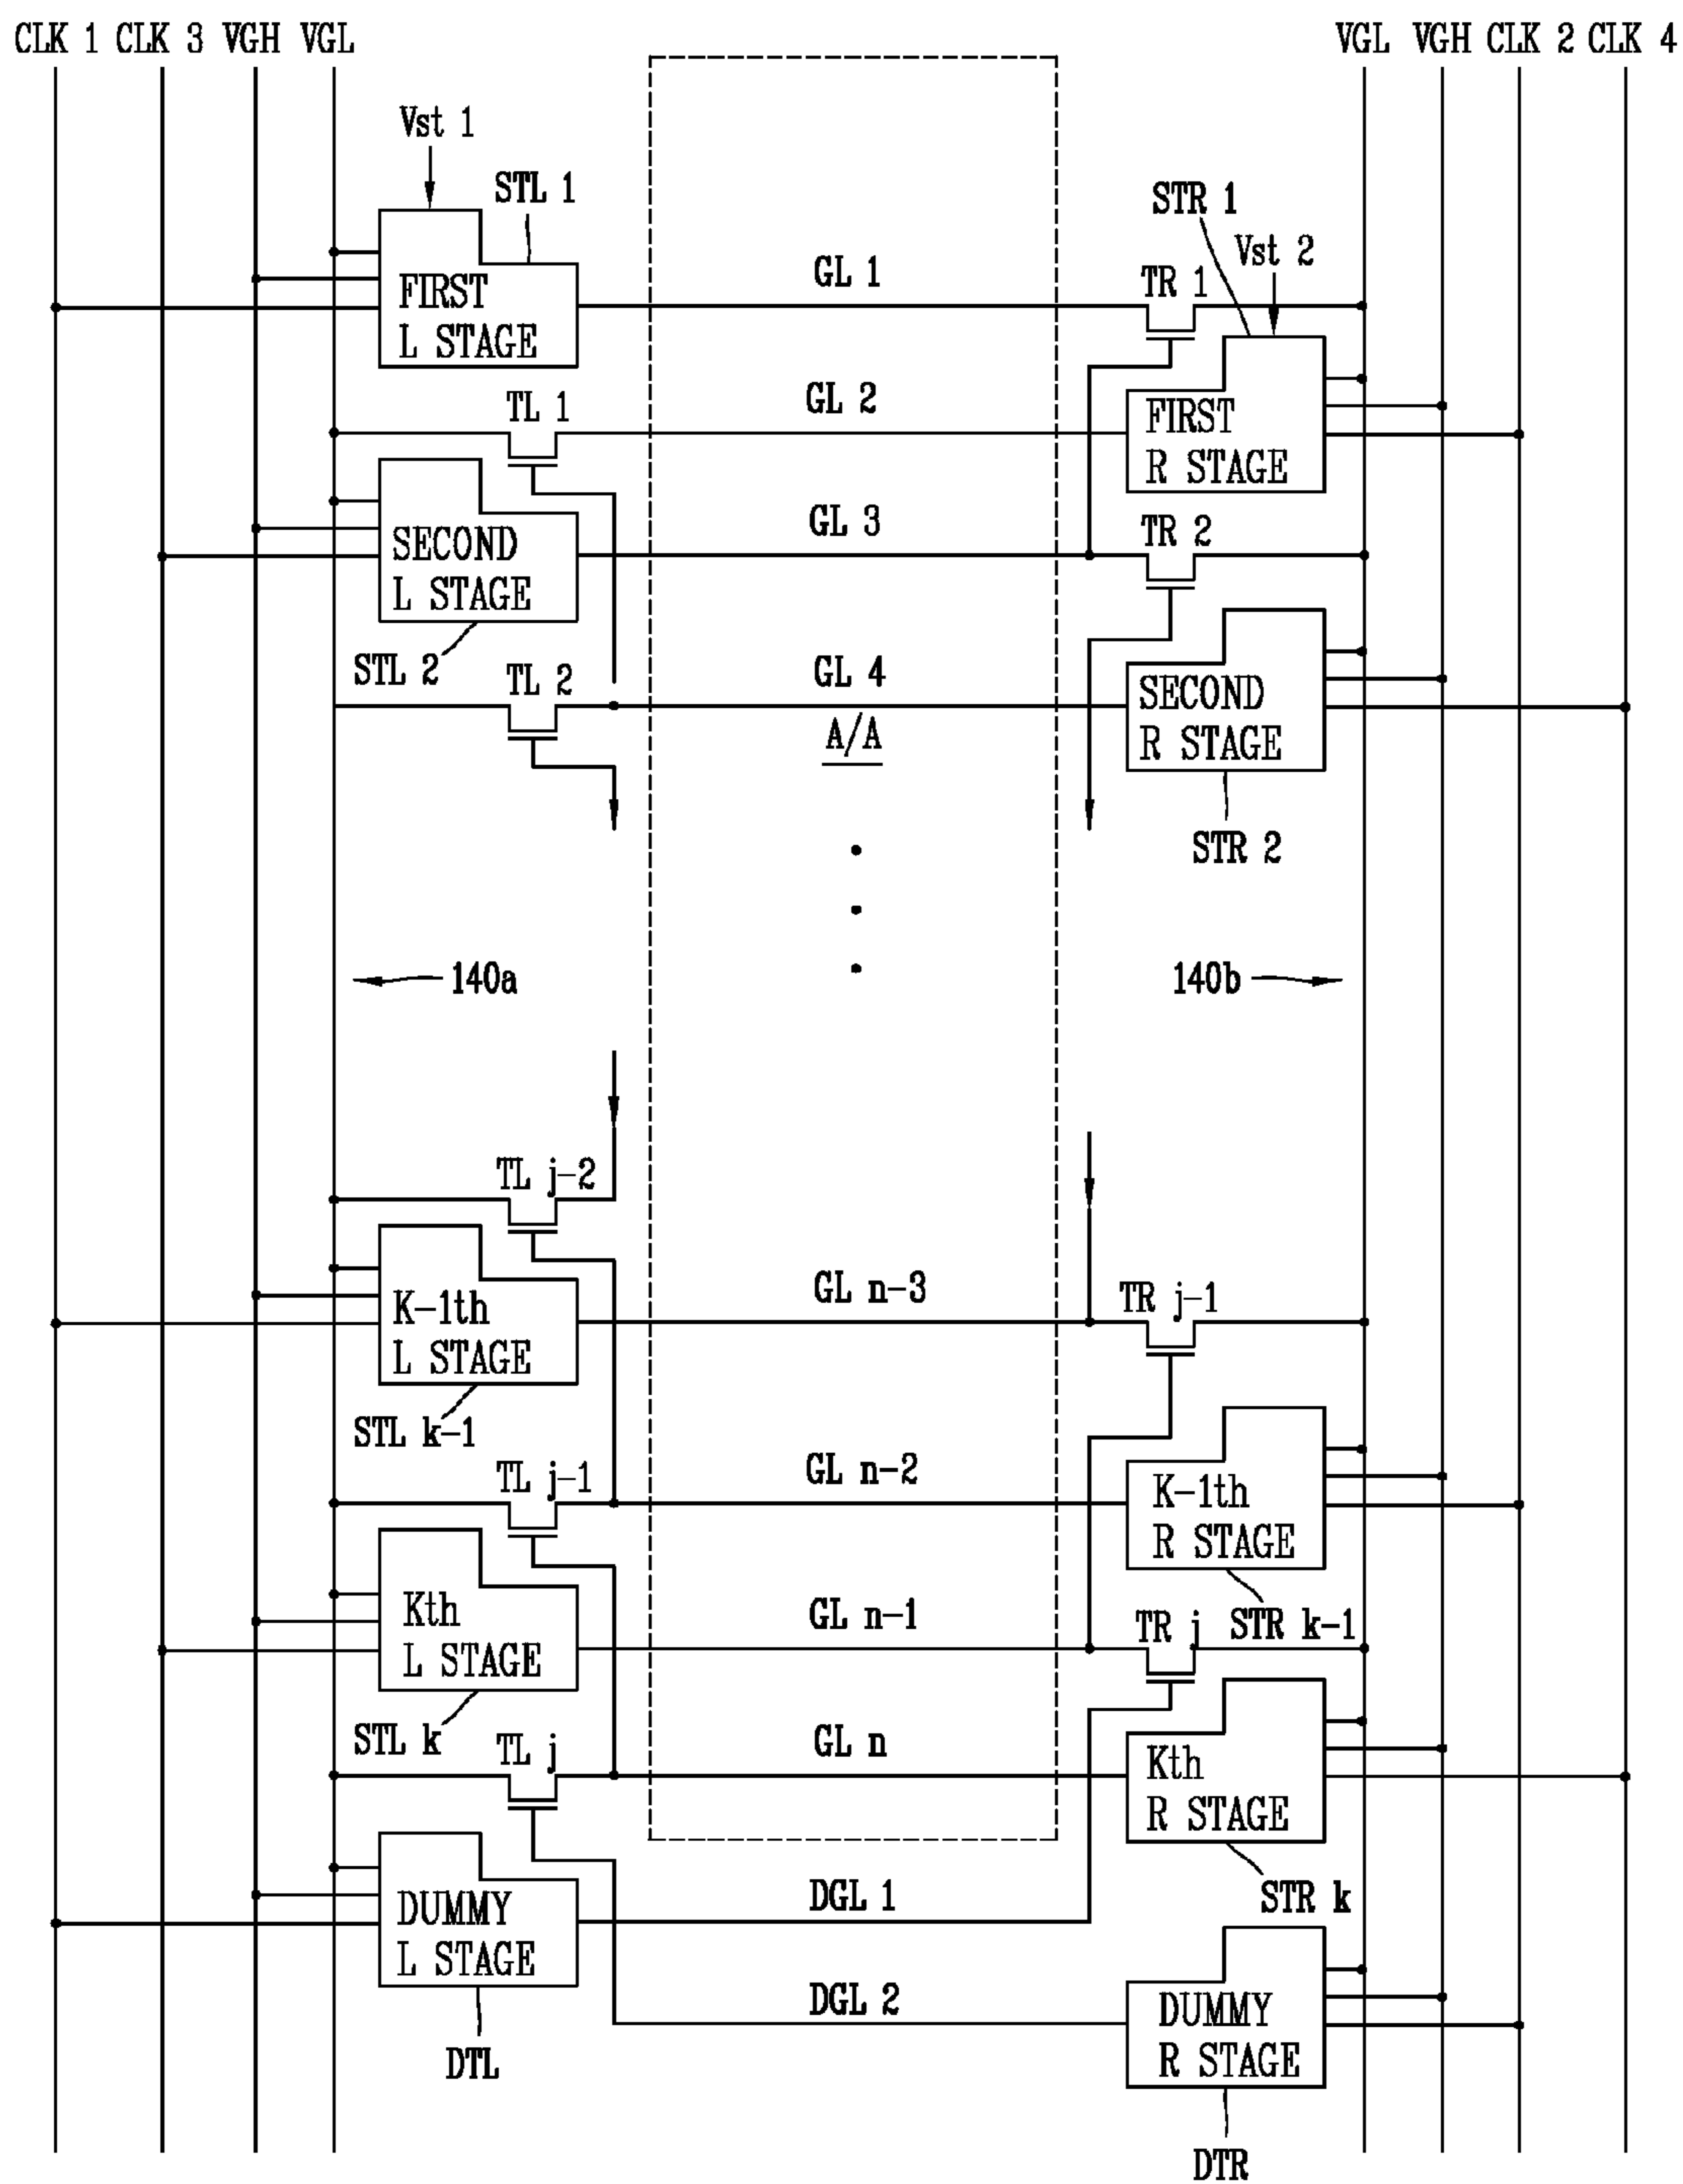 CLK 1 CLK 3 VGH VGL VGL VGH CLK 2 CLK 4
Vst 1
STL 1
STR 1
Vst 2
FIRST
L STAGE
GL 1
TR 1
TL 1
GL 2
FIRST
R STAGE
SECOND
L STAGE
GL 3
TR 2
STL 2
TL 2
GL 4
A/A
SECOND
R STAGE
STR 2
140a
140b
TL j-2
K-1th
L STAGE
GL n-3
TR j-1
STL k-1
TL j-1
GL n-2
K-1th
R STAGE
Kth
L STAGE
GL n-1
TR j
STR k-1
STL k
TL j
GL n
Kth
R STAGE
STR k
DUMMY
L STAGE
DGL 1
DTL
DGL 2
DUMMY
R STAGE
DTR